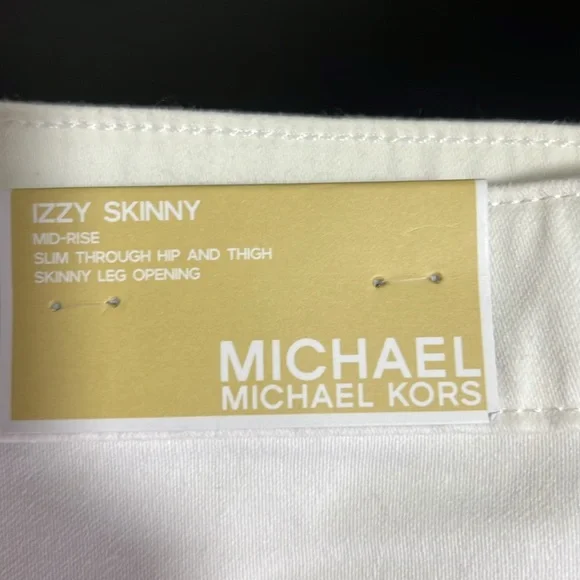 IZZY SKINNY
MID-RISE
SLIM THROUGH HIP AND THIGH
SKINNY LEG OPENING
MICHAEL
MICHAEL KORS